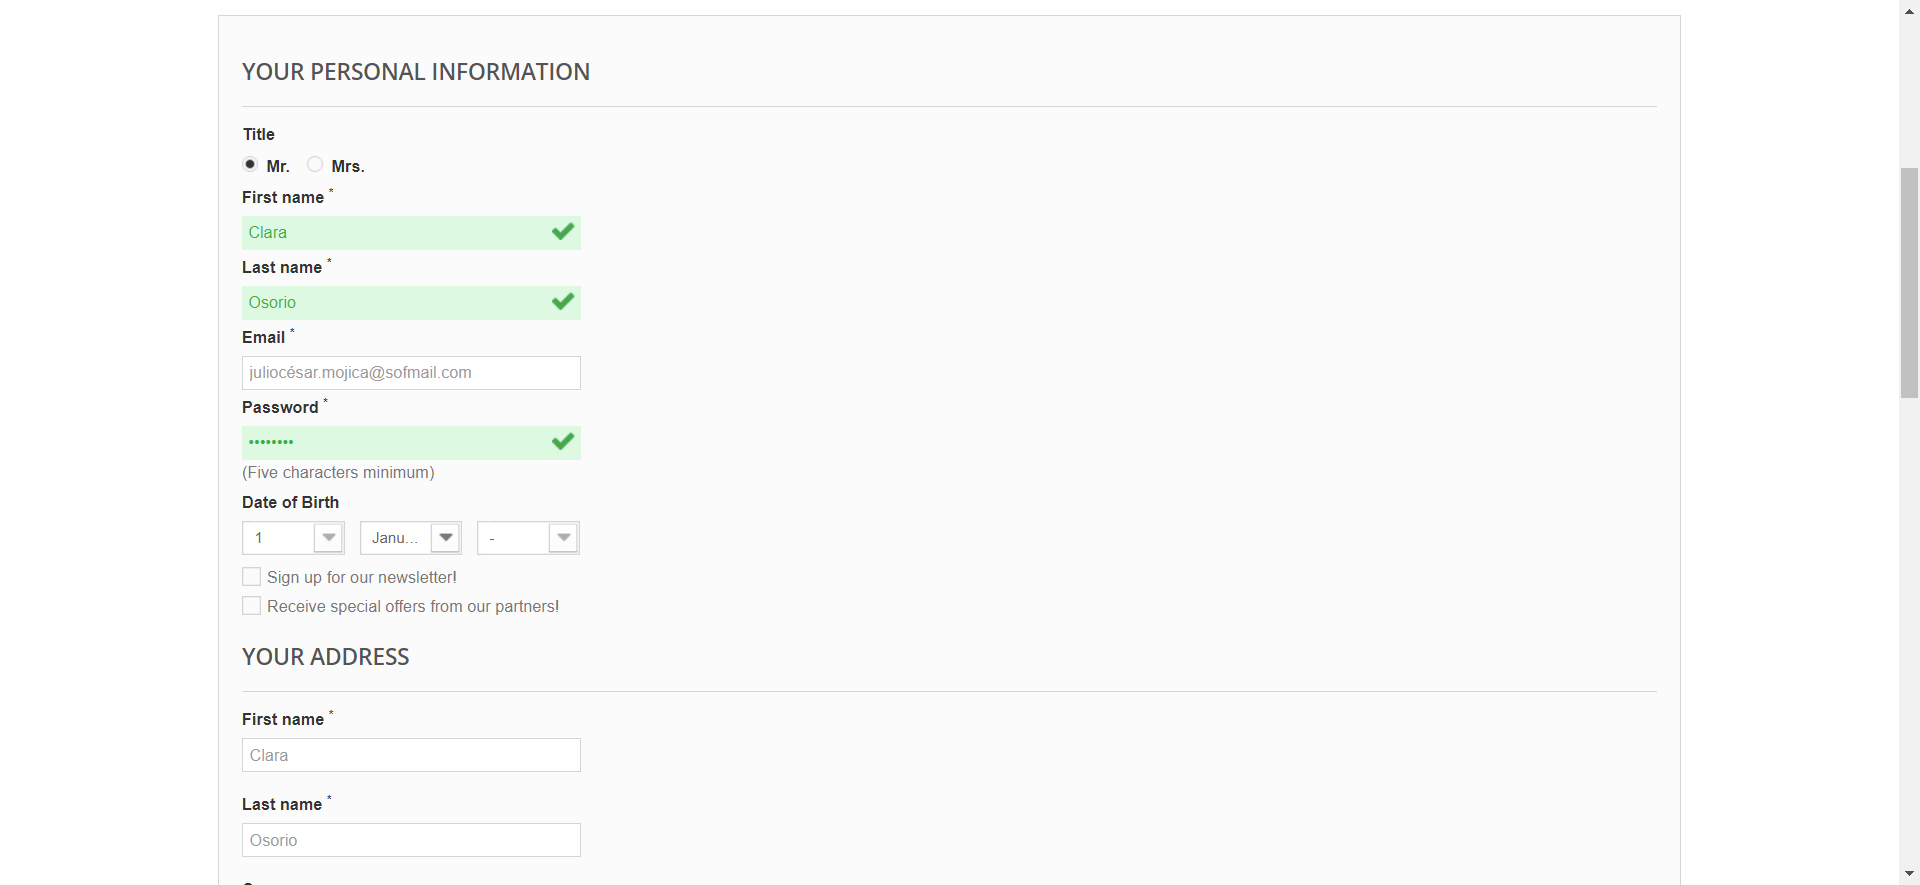 YOUR PERSONAL INFORMATION
Title
Mr. Mrs.
First name *
Clara
Last name *
Osorio
Email *
juliocésar.mojica@sofmail.com
Password *
••••••••
(Five characters minimum)
Date of Birth
1 Janu... -
Sign up for our newsletter!
Receive special offers from our partners!
YOUR ADDRESS
First name *
Clara
Last name *
Osorio